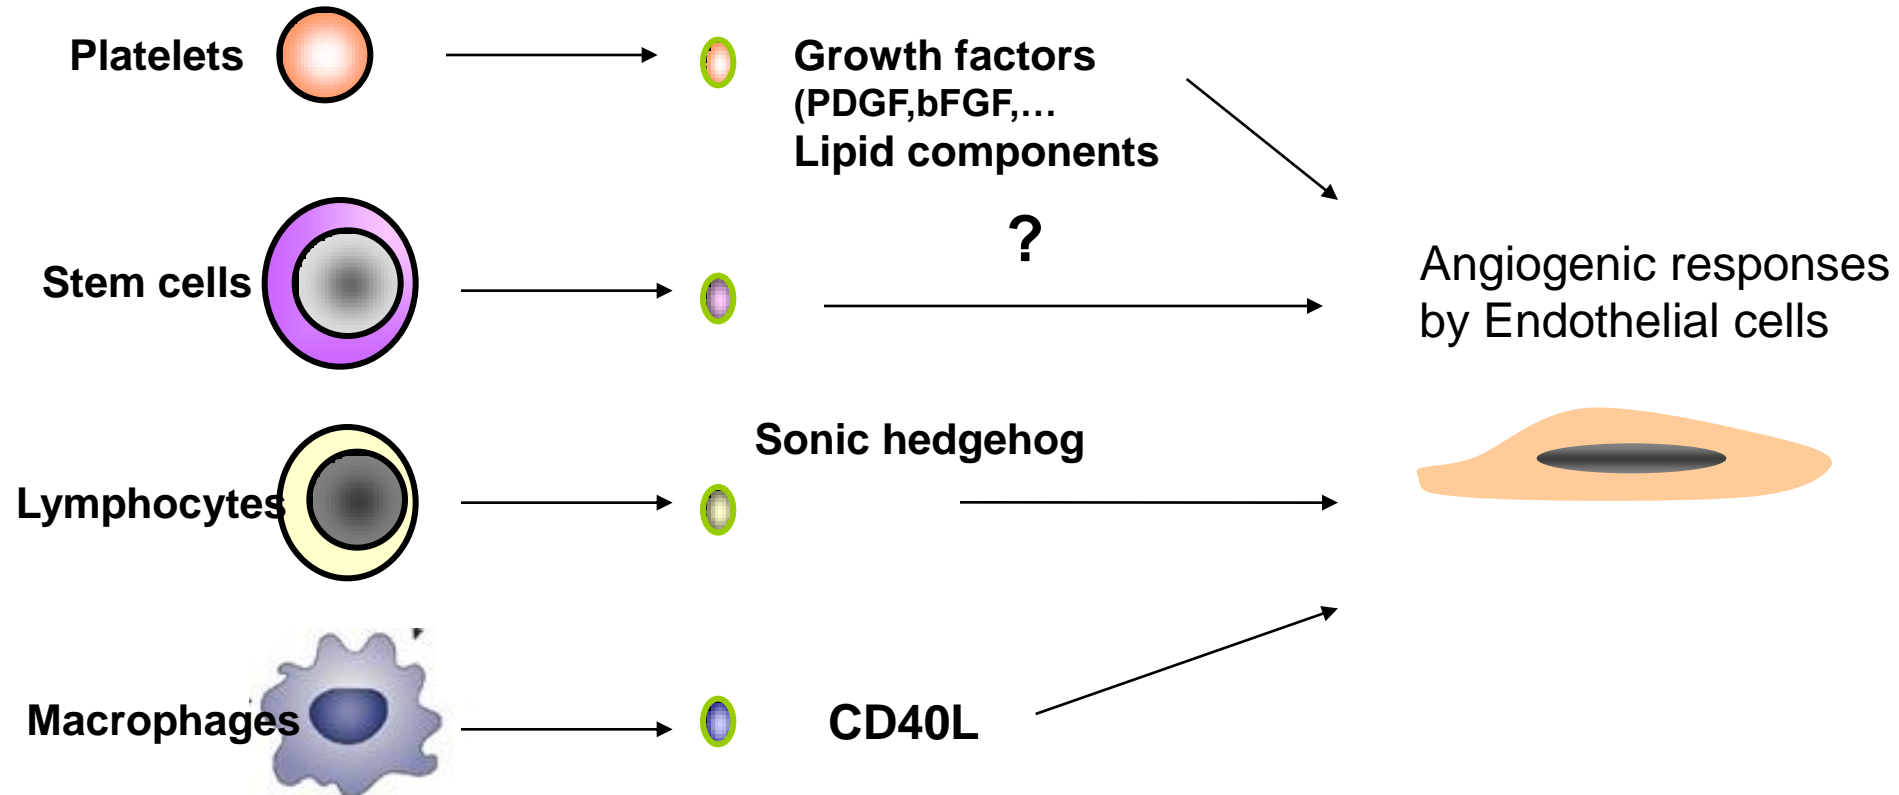 Platelets
Growth factors
(PDGF,bFGF,...
Lipid components
Stem cells
?
Angiogenic responses
by Endothelial cells
Lymphocytes
Sonic hedgehog
Macrophages
CD40L